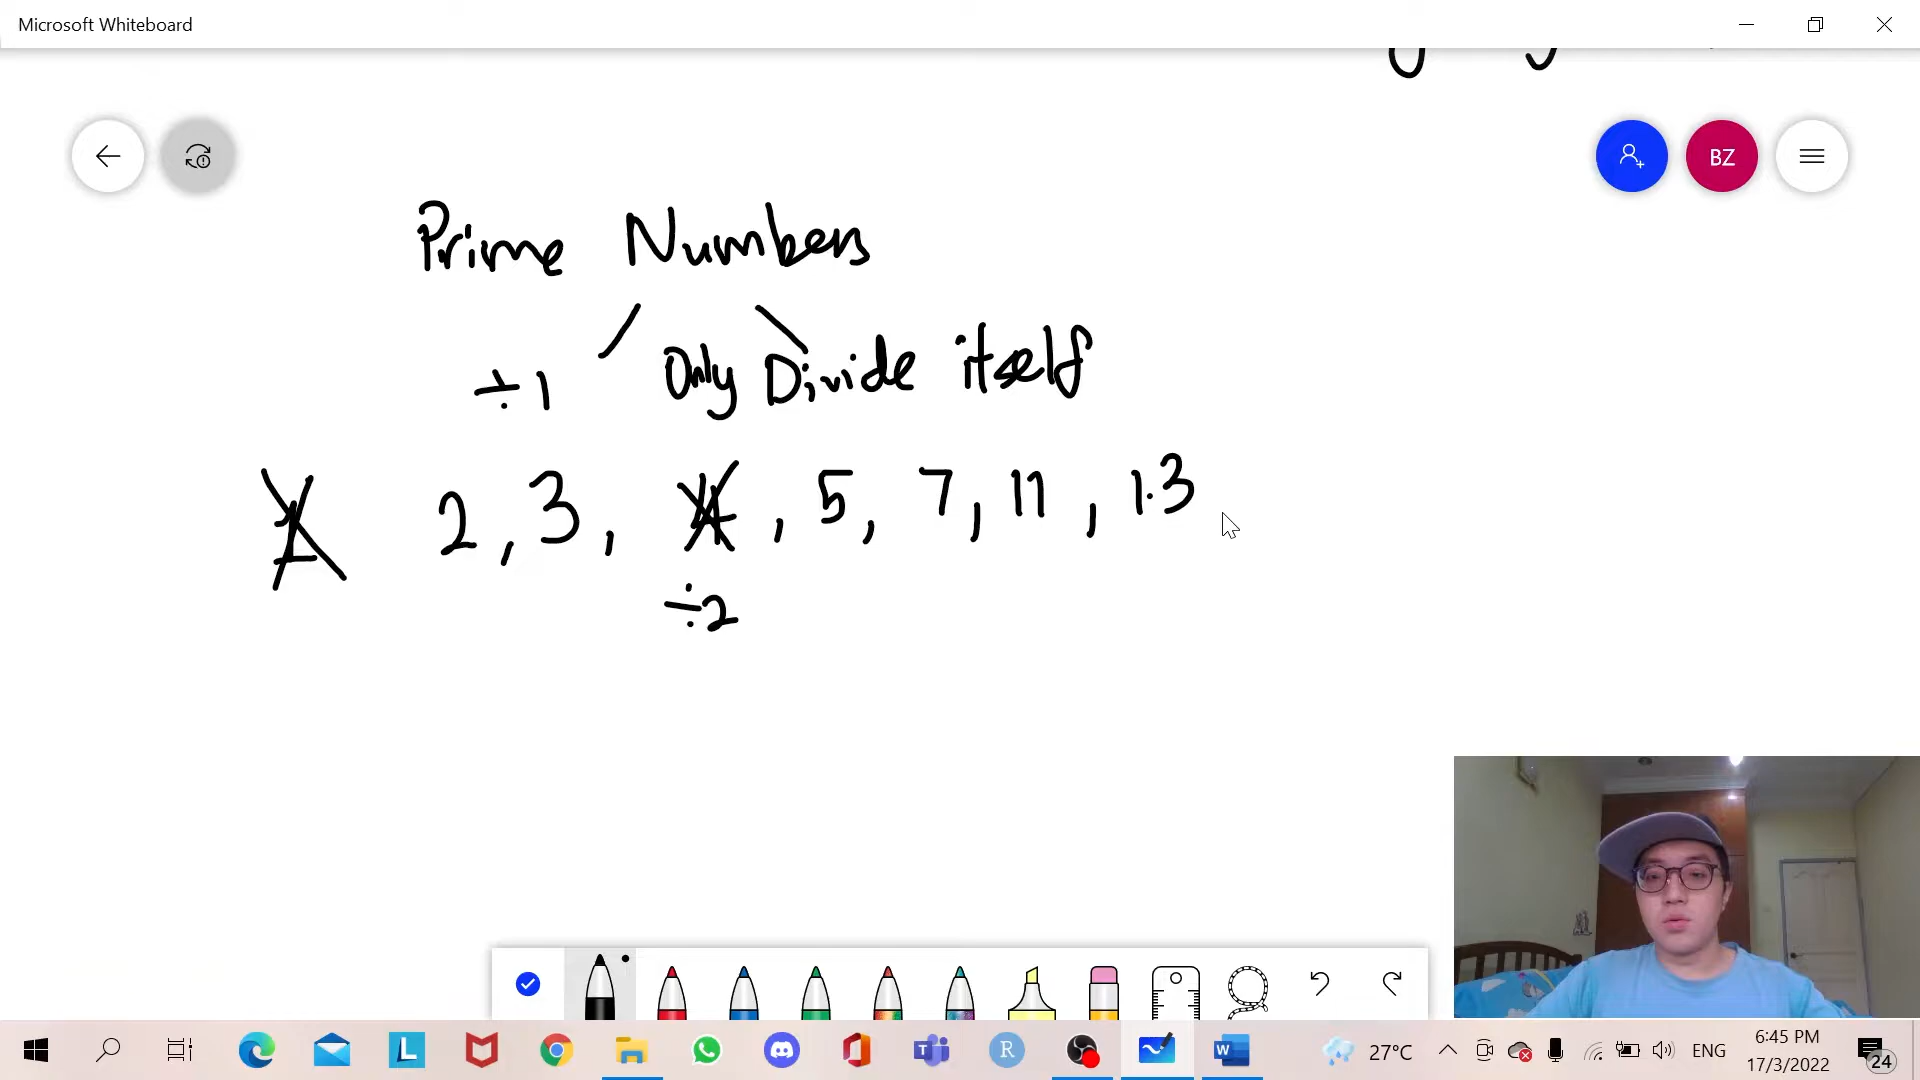 Microsoft Whiteboard
BZ
Prime Numbers
÷1 Only Divide itself
1 2, 3, 4, 5, 7, 11, 13
÷2
27°C
ENG
6:45 PM
17/3/2022
24